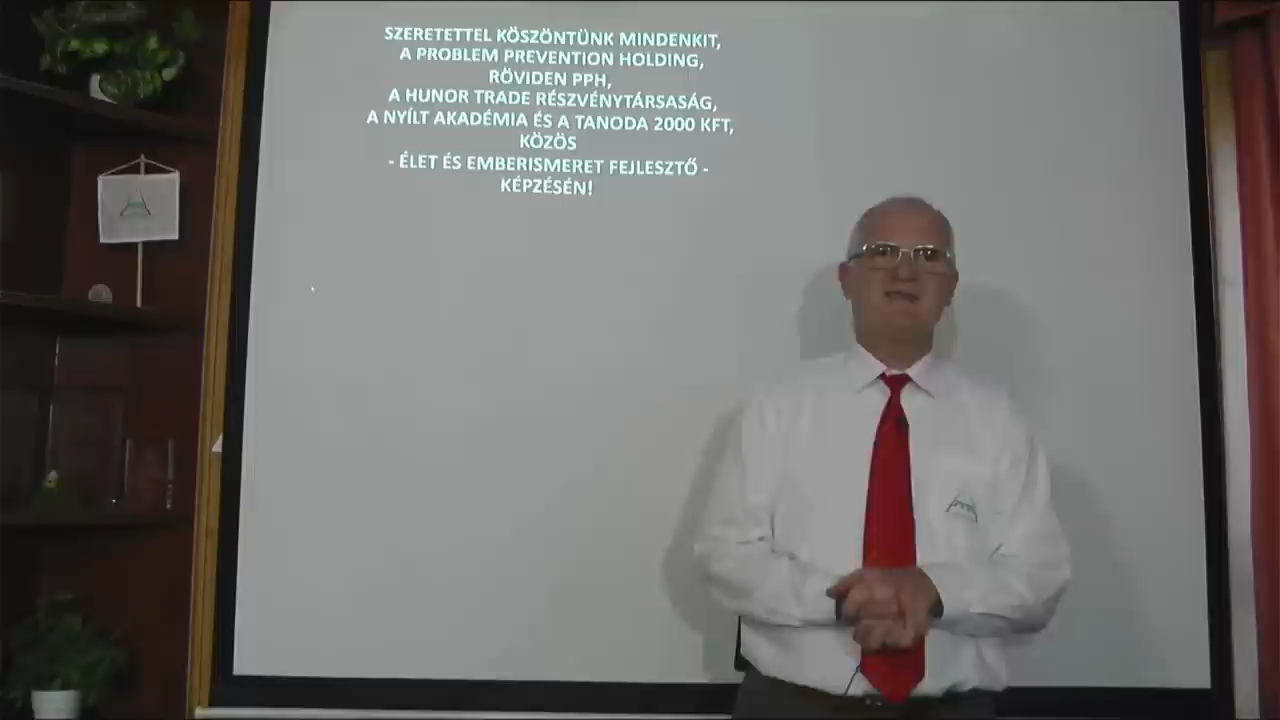 SZERETETTEL KÖSZÖNTÜNK MINDENKIT,
A PROBLEM PREVENTION HOLDING,
RÖVIDEN PPH,
A HUNOR TRADE RÉSZVÉNYTÁRSASÁG,
A NYÍLT AKADÉMIA ÉS A TANODA 2000 KFT,
KÖZÖS
- ÉLET ÉS EMBERISMERET FEJLESZTŐ -
KÉPZÉSÉN!